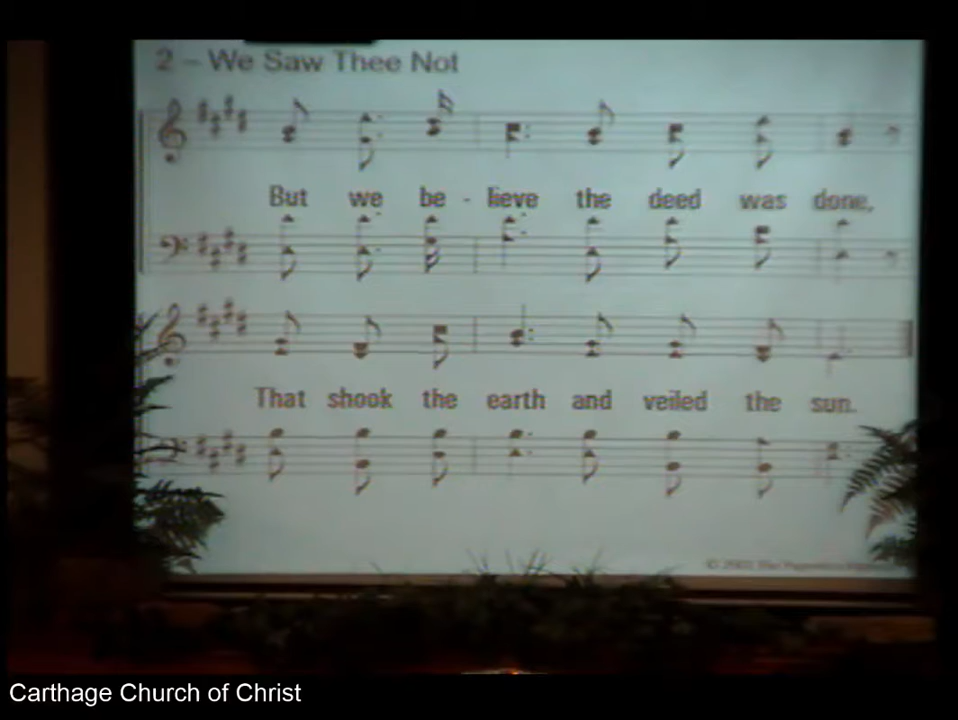 2 – We Saw Thee Not
But we be - lieve the deed was done,
That shook the earth and veiled the sun.
Carthage Church of Christ